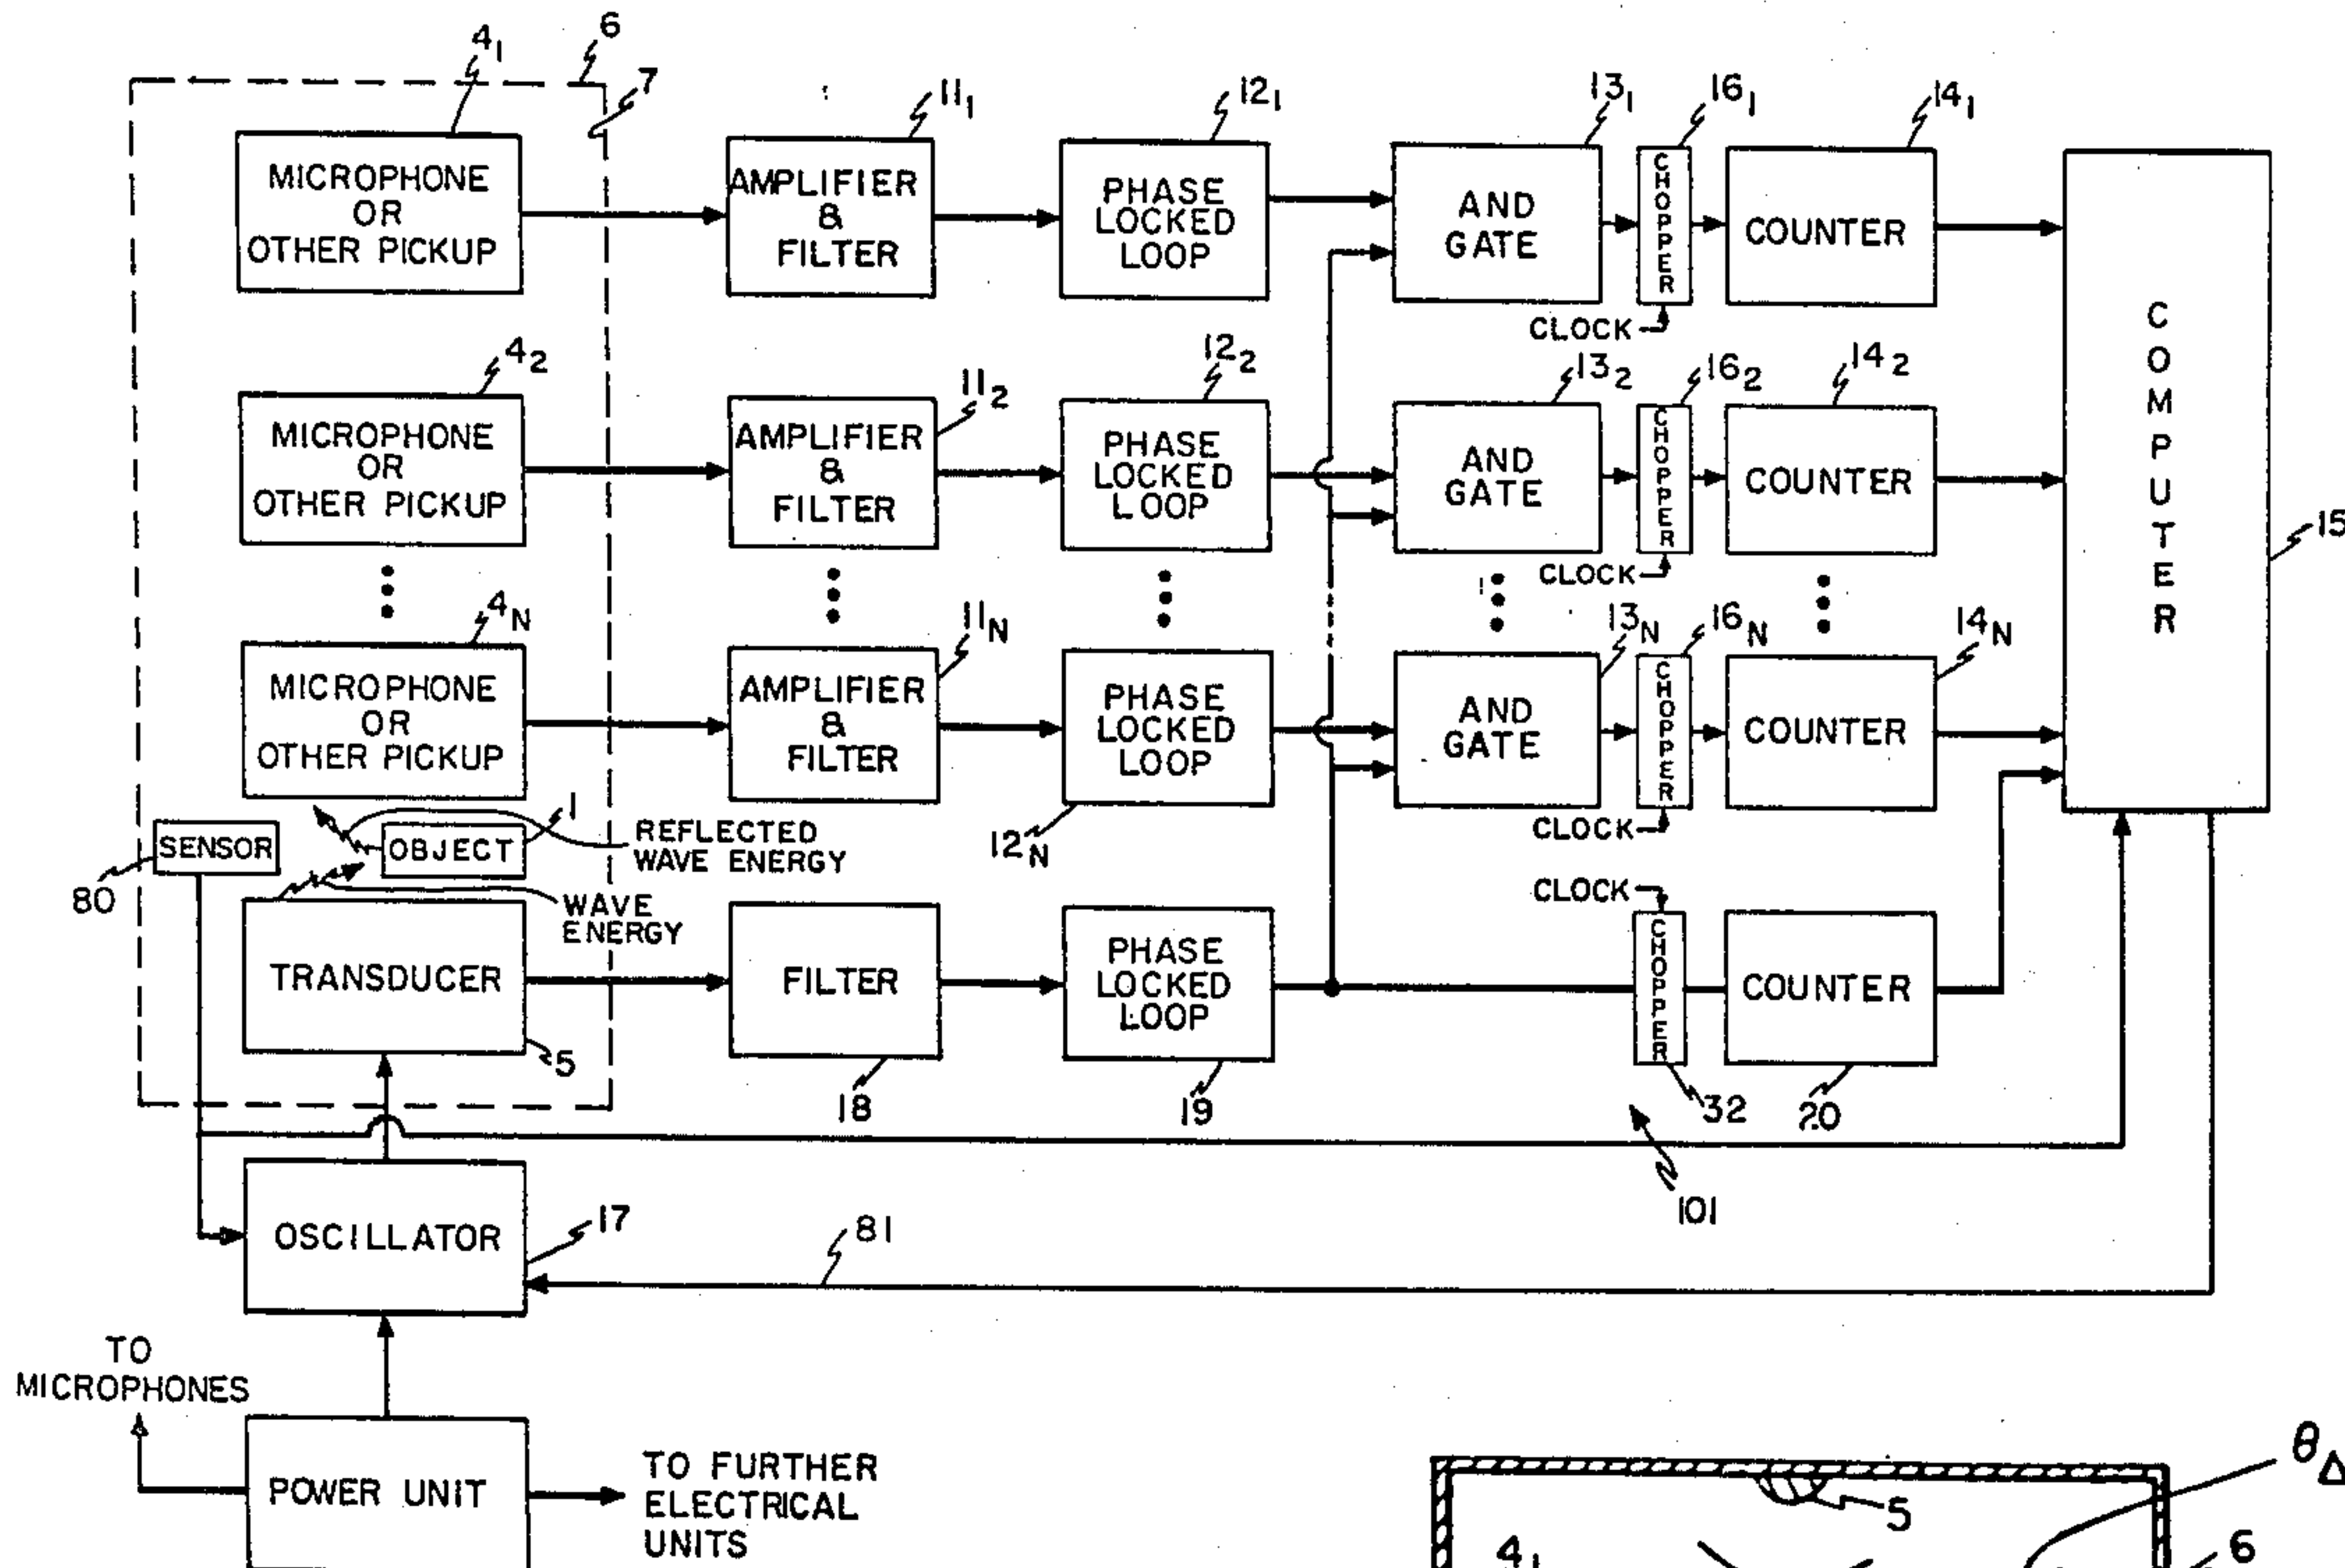 6
4₁
7
11₁
12₁
13₁
16₁
14₁
MICROPHONE
OR
OTHER PICKUP
AMPLIFIER
&
FILTER
PHASE
LOCKED
LOOP
AND
GATE
CHOPPER
COUNTER
CLOCK
COMPUTER
15
4₂
11₂
12₂
13₂
16₂
14₂
MICROPHONE
OR
OTHER PICKUP
AMPLIFIER
&
FILTER
PHASE
LOCKED
LOOP
AND
GATE
CHOPPER
COUNTER
CLOCK
4N
11N
13N
16N
14N
MICROPHONE
OR
OTHER PICKUP
AMPLIFIER
&
FILTER
PHASE
LOCKED
LOOP
12N
AND
GATE
CHOPPER
COUNTER
CLOCK
SENSOR
80
OBJECT
1
REFLECTED
WAVE ENERGY
WAVE
ENERGY
TRANSDUCER
5
FILTER
18
PHASE
LOCKED
LOOP
19
CLOCK
CHOPPER
32
COUNTER
20
101
OSCILLATOR
17
81
TO
MICROPHONES
POWER UNIT
TO FURTHER
ELECTRICAL
UNITS
5
4₁
θΔ
6